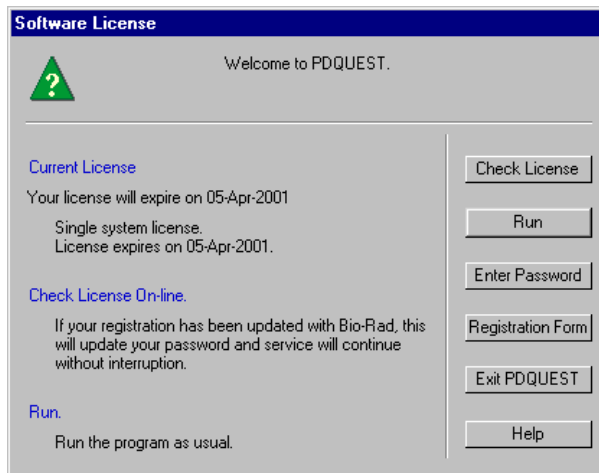 Software License
?
Welcome to PDQUEST.
Current License
Your license will expire on 05-Apr-2001
Single system license.
License expires on 05-Apr-2001.
Check License On-line.
If your registration has been updated with Bio-Rad, this
will update your password and service will continue
without interruption.
Run.
Run the program as usual.
Check License
Run
Enter Password
Registration Form
Exit PDQUEST
Help